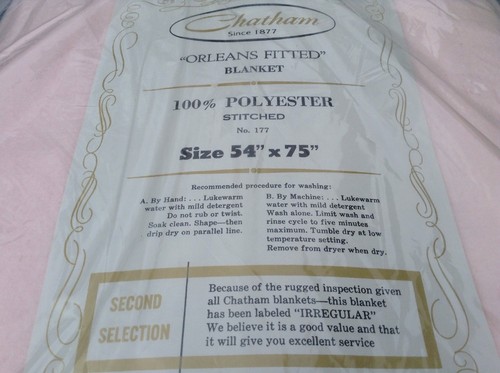 Chatham
Since 1877
"ORLEANS FITTED"
BLANKET
100% POLYESTER
STITCHED
No. 177
Size 54" x 75"
Recommended procedure for washing:
A. By Hand: . . . Lukewarm
water with mild detergent
Do not rub or twist.
Soak clean. Shape—then
drip dry on parallel line.
B. By Machine: . . . Lukewarm
water with mild detergent
Wash alone. Limit wash and
rinse cycle to five minutes
maximum. Tumble dry at low
temperature setting.
Remove from dryer when dry.
SECOND
SELECTION
Because of the rugged inspection given
all Chatham blankets—this blanket
has been labeled "IRREGULAR"
We believe it is a good value and that
it will give you excellent service